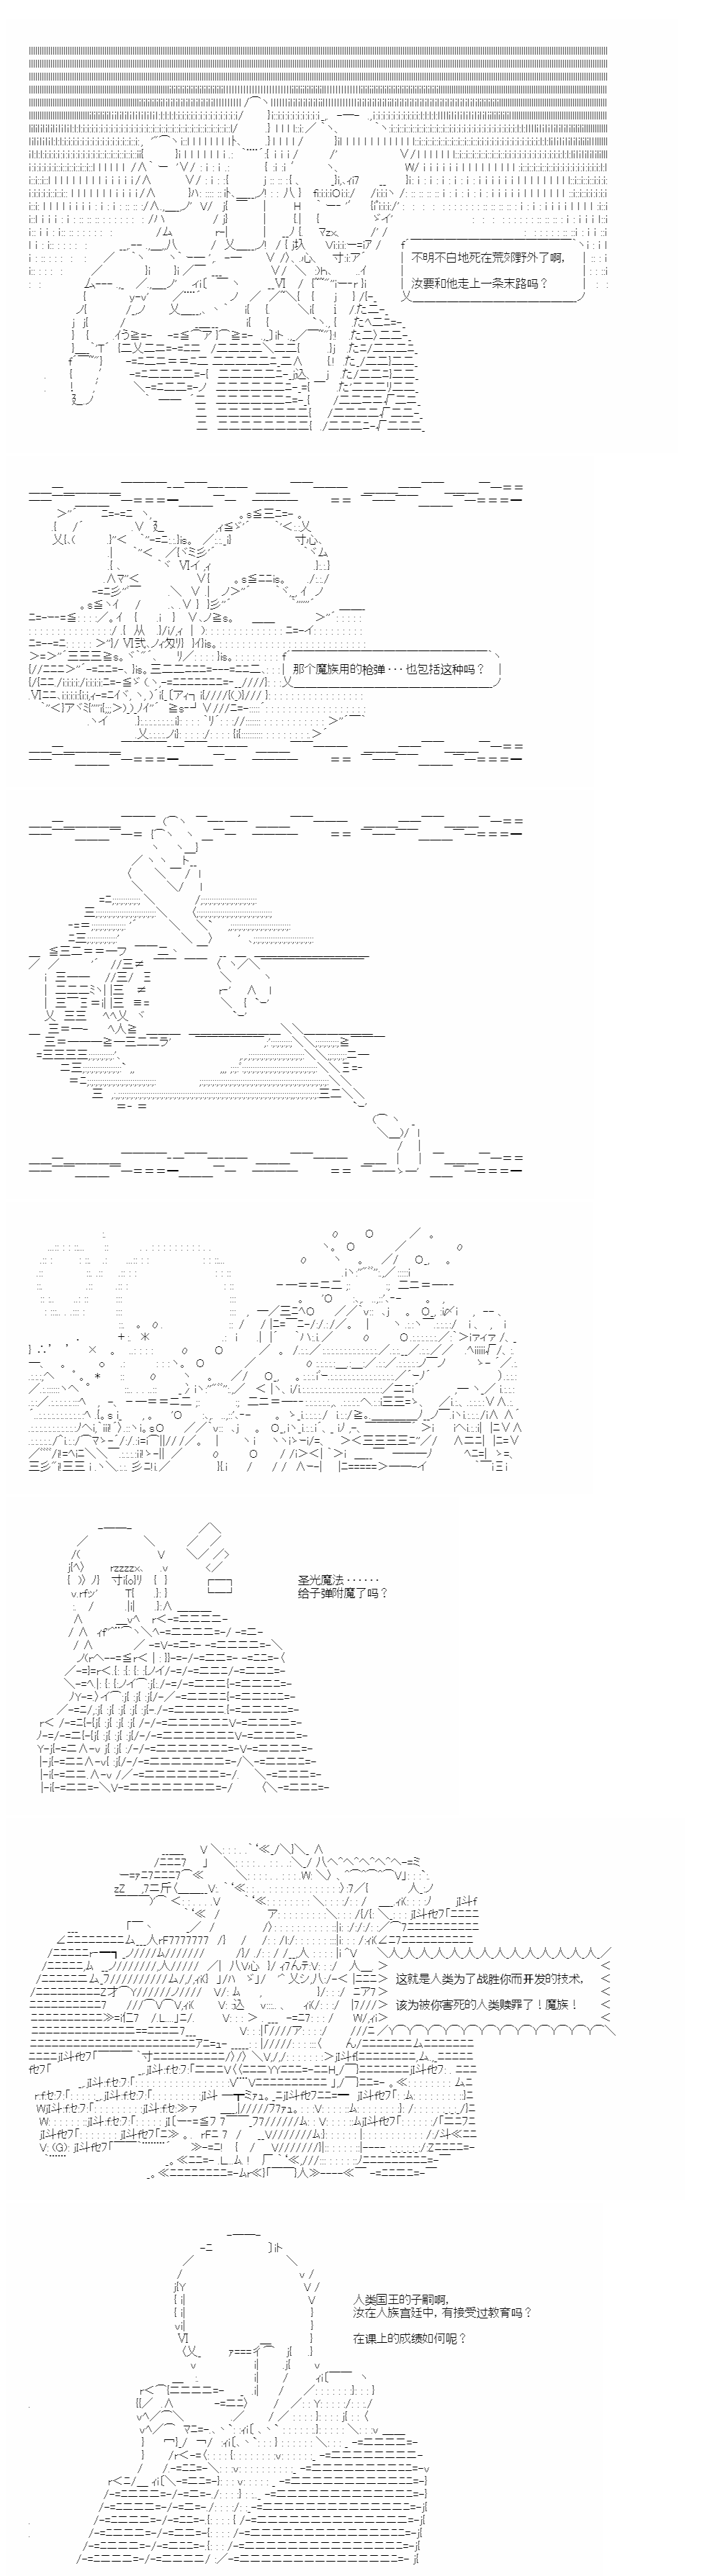 不明不白地死在荒郊野外了啊，
汝要和他走上一条末路吗？
那个魔族用的枪弹・・・也包括这种吗？
圣光魔法・・・・・・
给子弹附魔了吗？
这就是人类为了战胜你而开发的技术，
该为被你害死的人类赎罪了！魔族！
人类国王的子嗣啊，
汝在人族宫廷中，有接受过教育吗？
在课上的成绩如何呢？